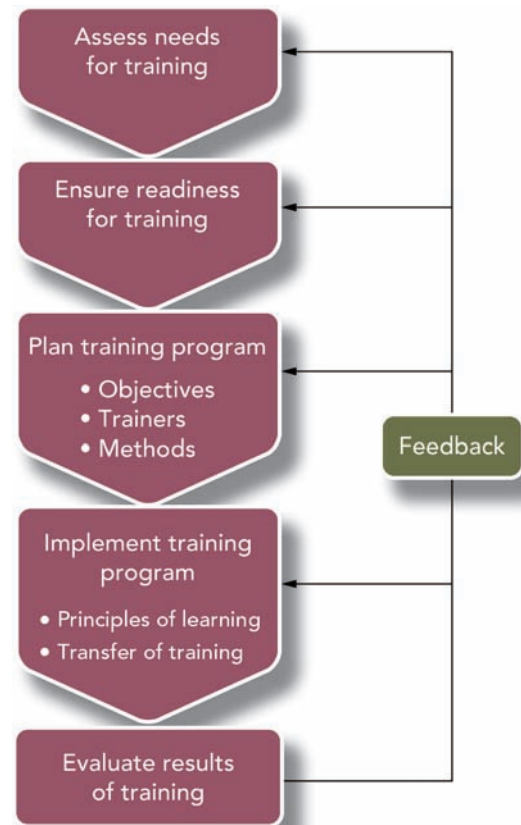 Assess needs
for training
Ensure readiness
for training
Plan training program
• Objectives
• Trainers
• Methods
Feedback
Implement training
program
• Principles of learning
• Transfer of training
Evaluate results
of training